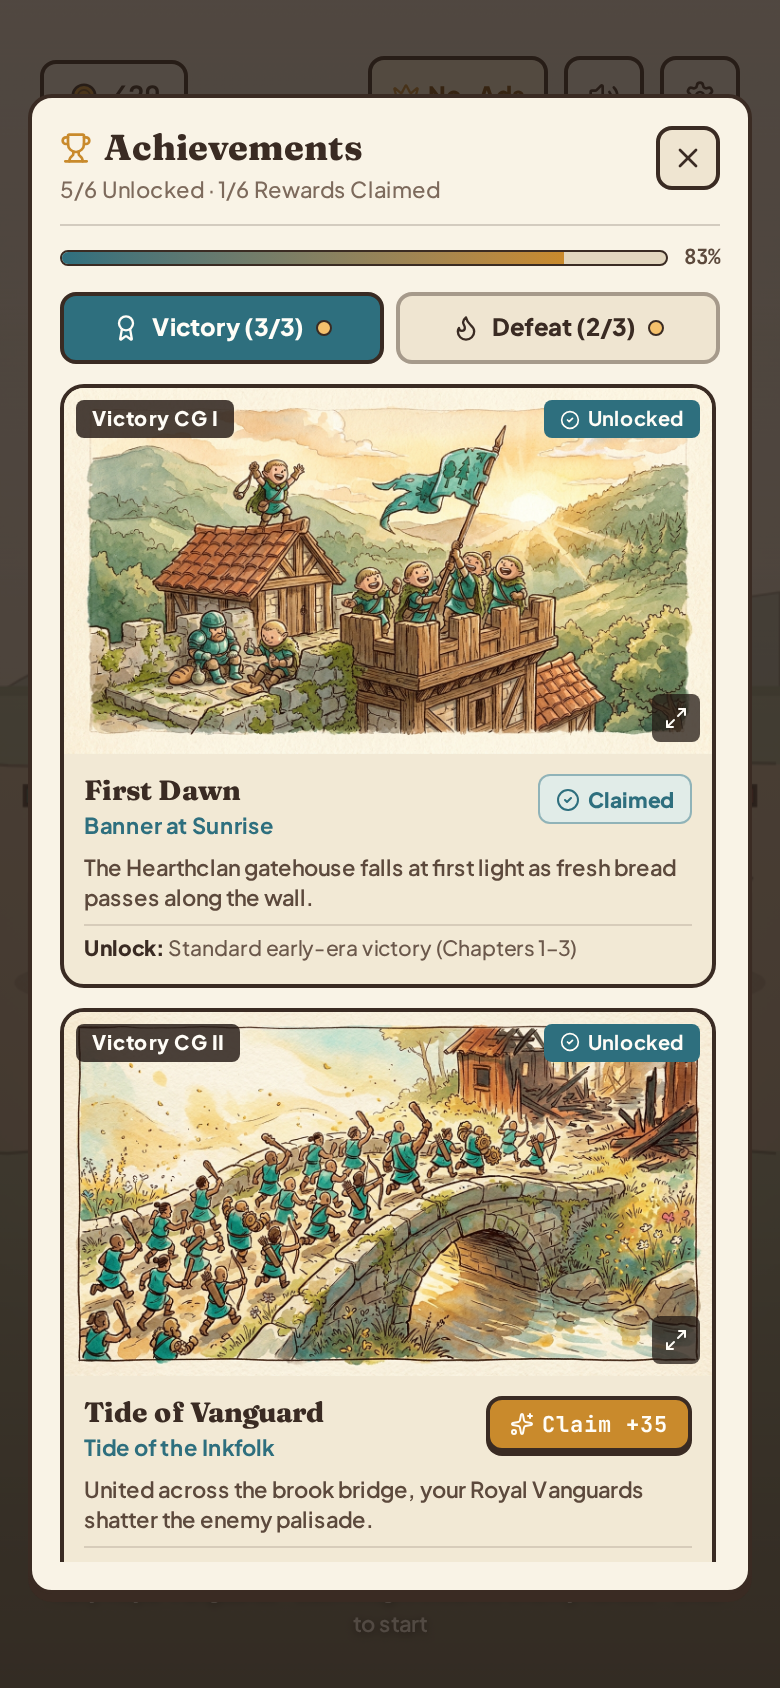 No Ads
Achievements
5/6 Unlocked · 1/6 Rewards Claimed
83%
Victory (3/3)
Defeat (2/3)
Victory CG I
Unlocked
First Dawn
Claimed
Banner at Sunrise
The Hearthclan gatehouse falls at first light as fresh bread
passes along the wall.
Unlock: Standard early-era victory (Chapters 1–3)
Victory CG II
Unlocked
Tide of Vanguard
Claim +35
Tide of the Inkfolk
United across the brook bridge, your Royal Vanguards
shatter the enemy palisade.
to start